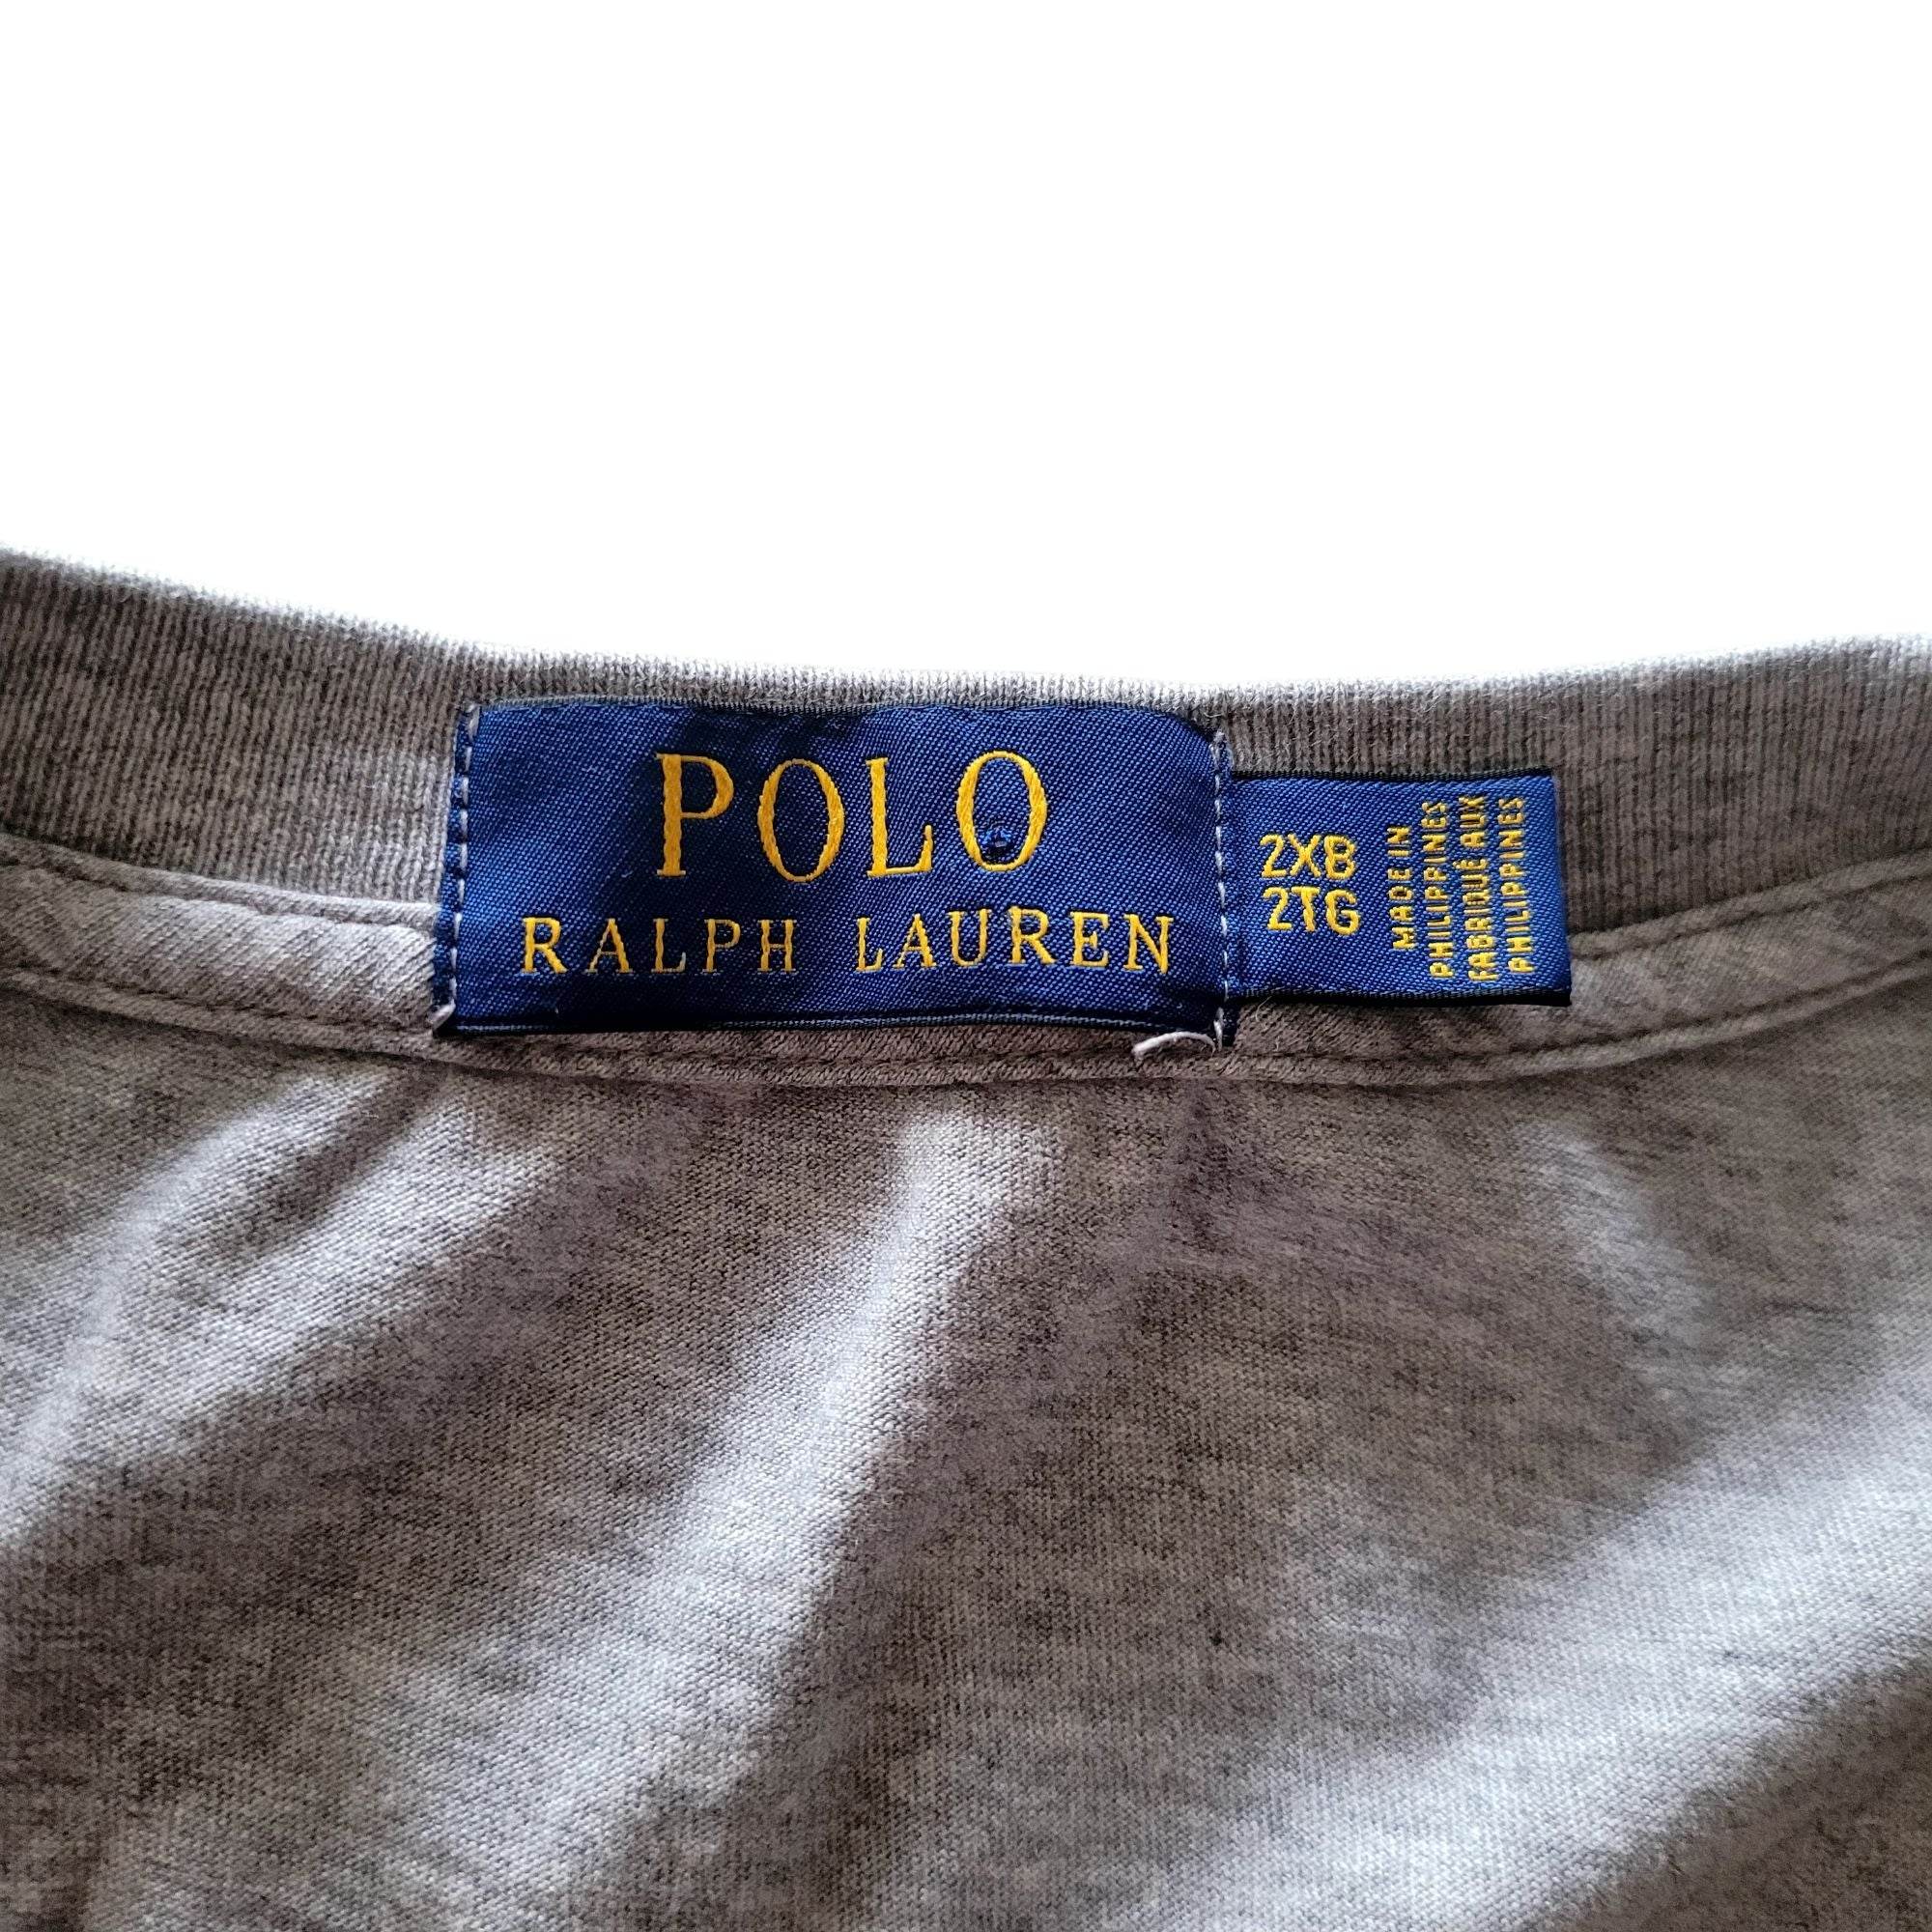 POLO
RALPH LAUREN
2XB
2TG
MADE IN
PHILIPPINES
FABRIQUÉ AUX
PHILIPPINES